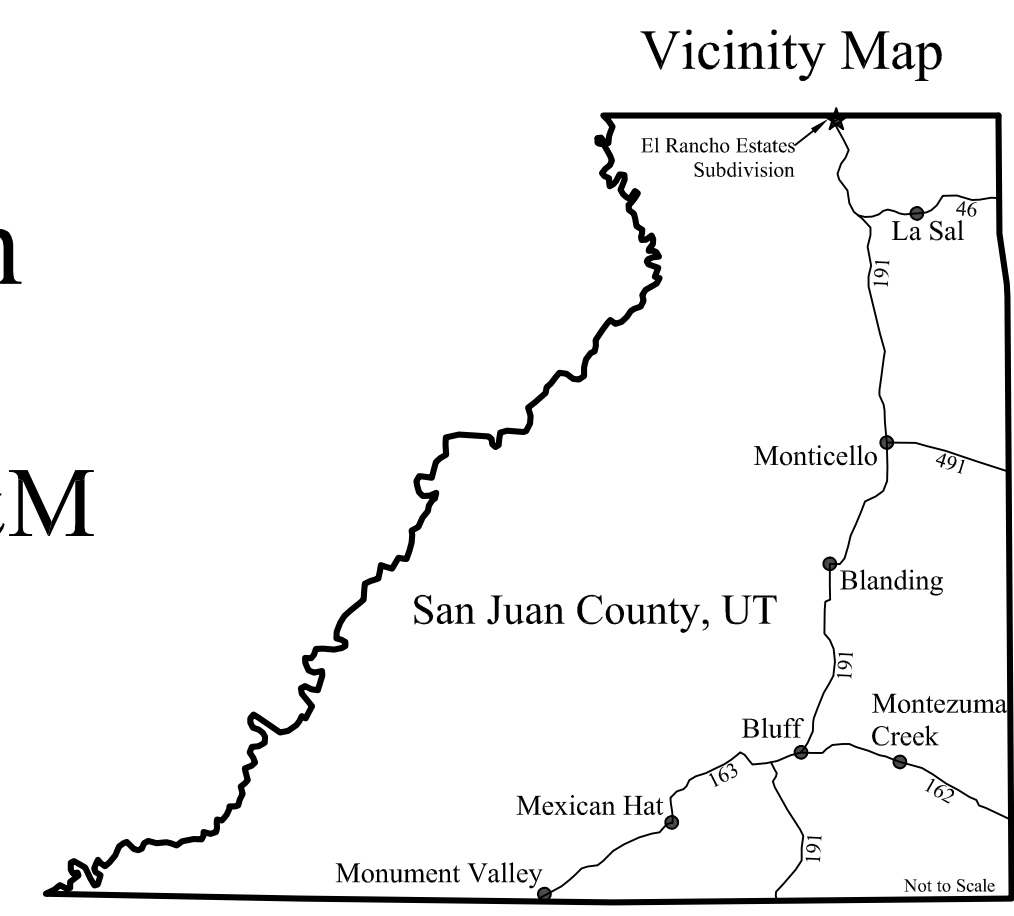 Vicinity Map
El Rancho Estates
Subdivision
46
La Sal
191
n
Monticello
491
M
Blanding
San Juan County, UT
191
Montezuma
Creek
Bluff
163
162
Mexican Hat
191
Monument Valley
Not to Scale